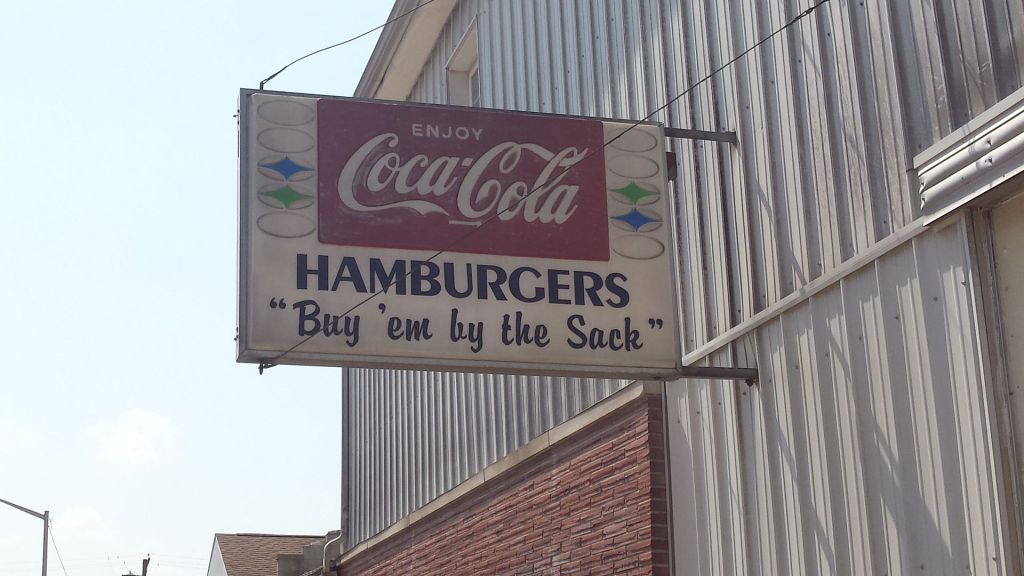 ENJOY
Coca-Cola
HAMBURGERS
“Buy 'em by the Sack”